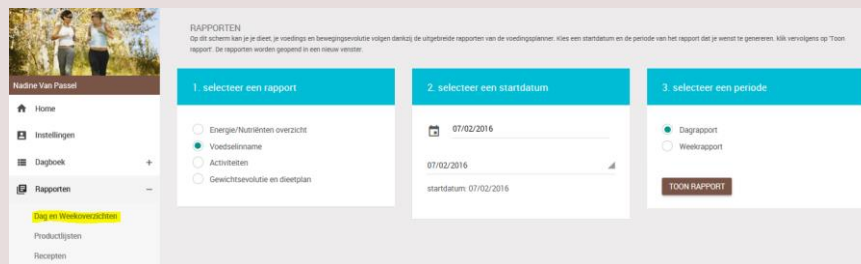 RAPPORTEN
Op dit scherm kan je je dieet, je voedings en bewegingsevolutie volgen dankzij de uitgebreide rapporten van de voedingsplanner. Kies een startdatum en de periode van het rapport dat je wenst te genereren. klik vervolgens op 'Toon
rapport'. De rapporten worden geopend in een nieuw venster.
Nadine Van Passel
Home
Instellingen
Dagboek +
Rapporten –
Dag en Weekoverzichten
Productlijsten
Recepten
1. selecteer een rapport
Energie/Nutriënten overzicht
Voedselinname
Activiteiten
Gewichtsevolutie en dieetplan
2. selecteer een startdatum
07/02/2016
07/02/2016
startdatum: 07/02/2016
3. selecteer een periode
Dagrapport
Weekrapport
TOON RAPPORT